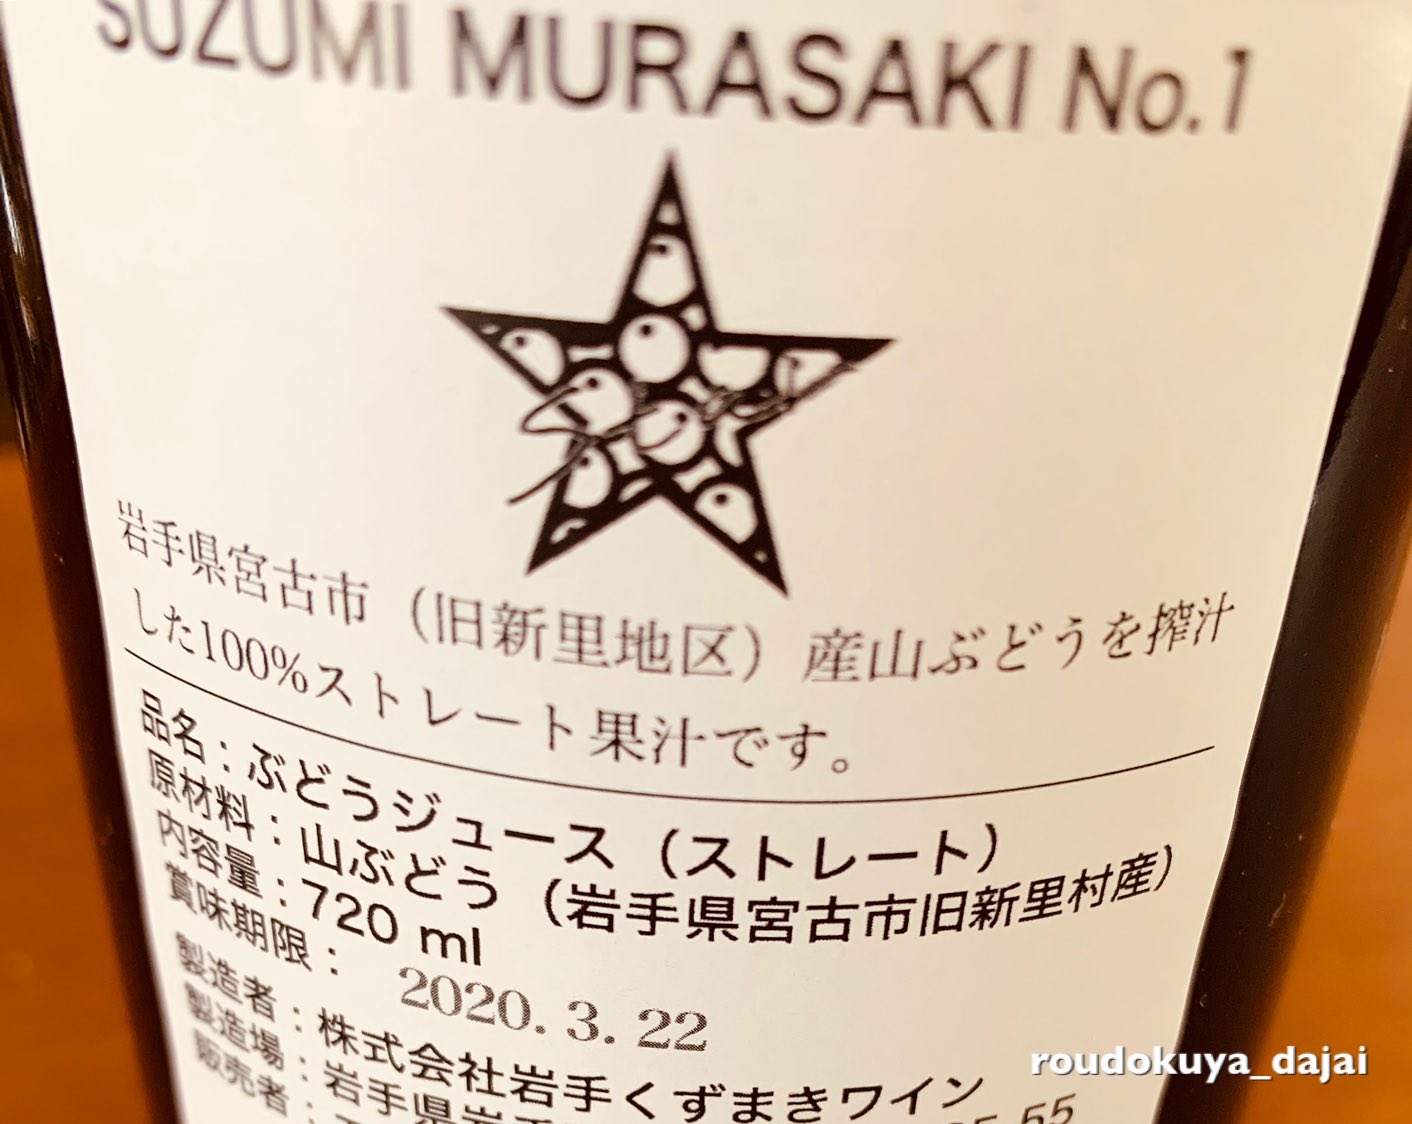 SUZUMI MURASAKI No.1
岩手県宮古市（旧新里地区）産山ぶどうを搾汁
した100％ストレート果汁です。
品名：ぶどうジュース（ストレート）
原材料：山ぶどう（岩手県宮古市旧新里村産）
内容量：720 ml
賞味期限： 2020. 3. 22
製造者：株式会社岩手くずまきワイン
製造場：岩手県岩手
販売者：
55
roudokuya_dajai